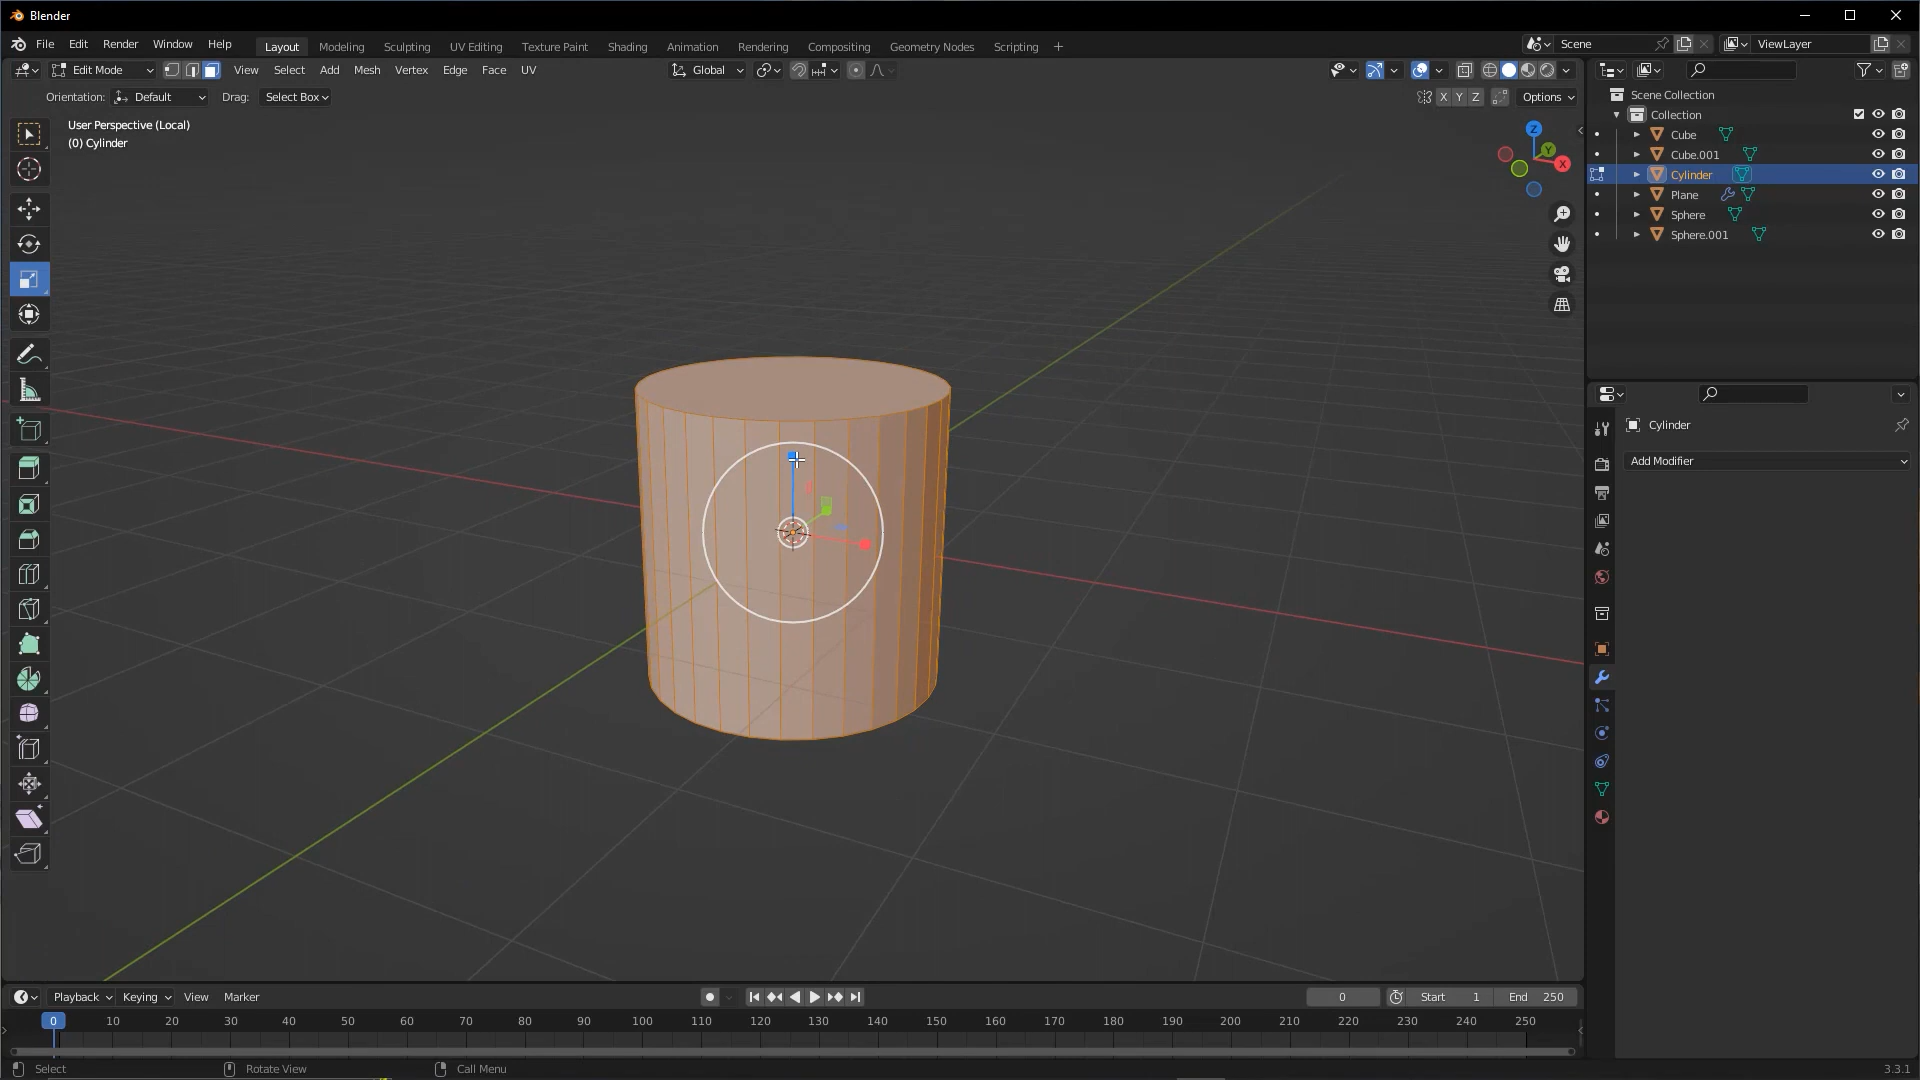 Blender
File Edit Render Window Help
Layout Modeling Sculpting UV Editing Texture Paint Shading Animation Rendering Compositing Geometry Nodes Scripting +
Scene
ViewLayer
Edit Mode
View Select Add Mesh Vertex Edge Face UV
Global
Orientation: Default Drag: Select Box
X Y Z
Options
User Perspective (Local)
(0) Cylinder
Z
Y
X
Scene Collection
Collection
Cube
Cube.001
Cylinder
Plane
Sphere
Sphere.001
Cylinder
Add Modifier
Playback Keying View Marker
0
Start 1
End 250
0 10 20 30 40 50 60 70 80 90 100 110 120 130 140 150 160 170 180 190 200 210 220 230 240 250
Select
Rotate View
Call Menu
3.3.1